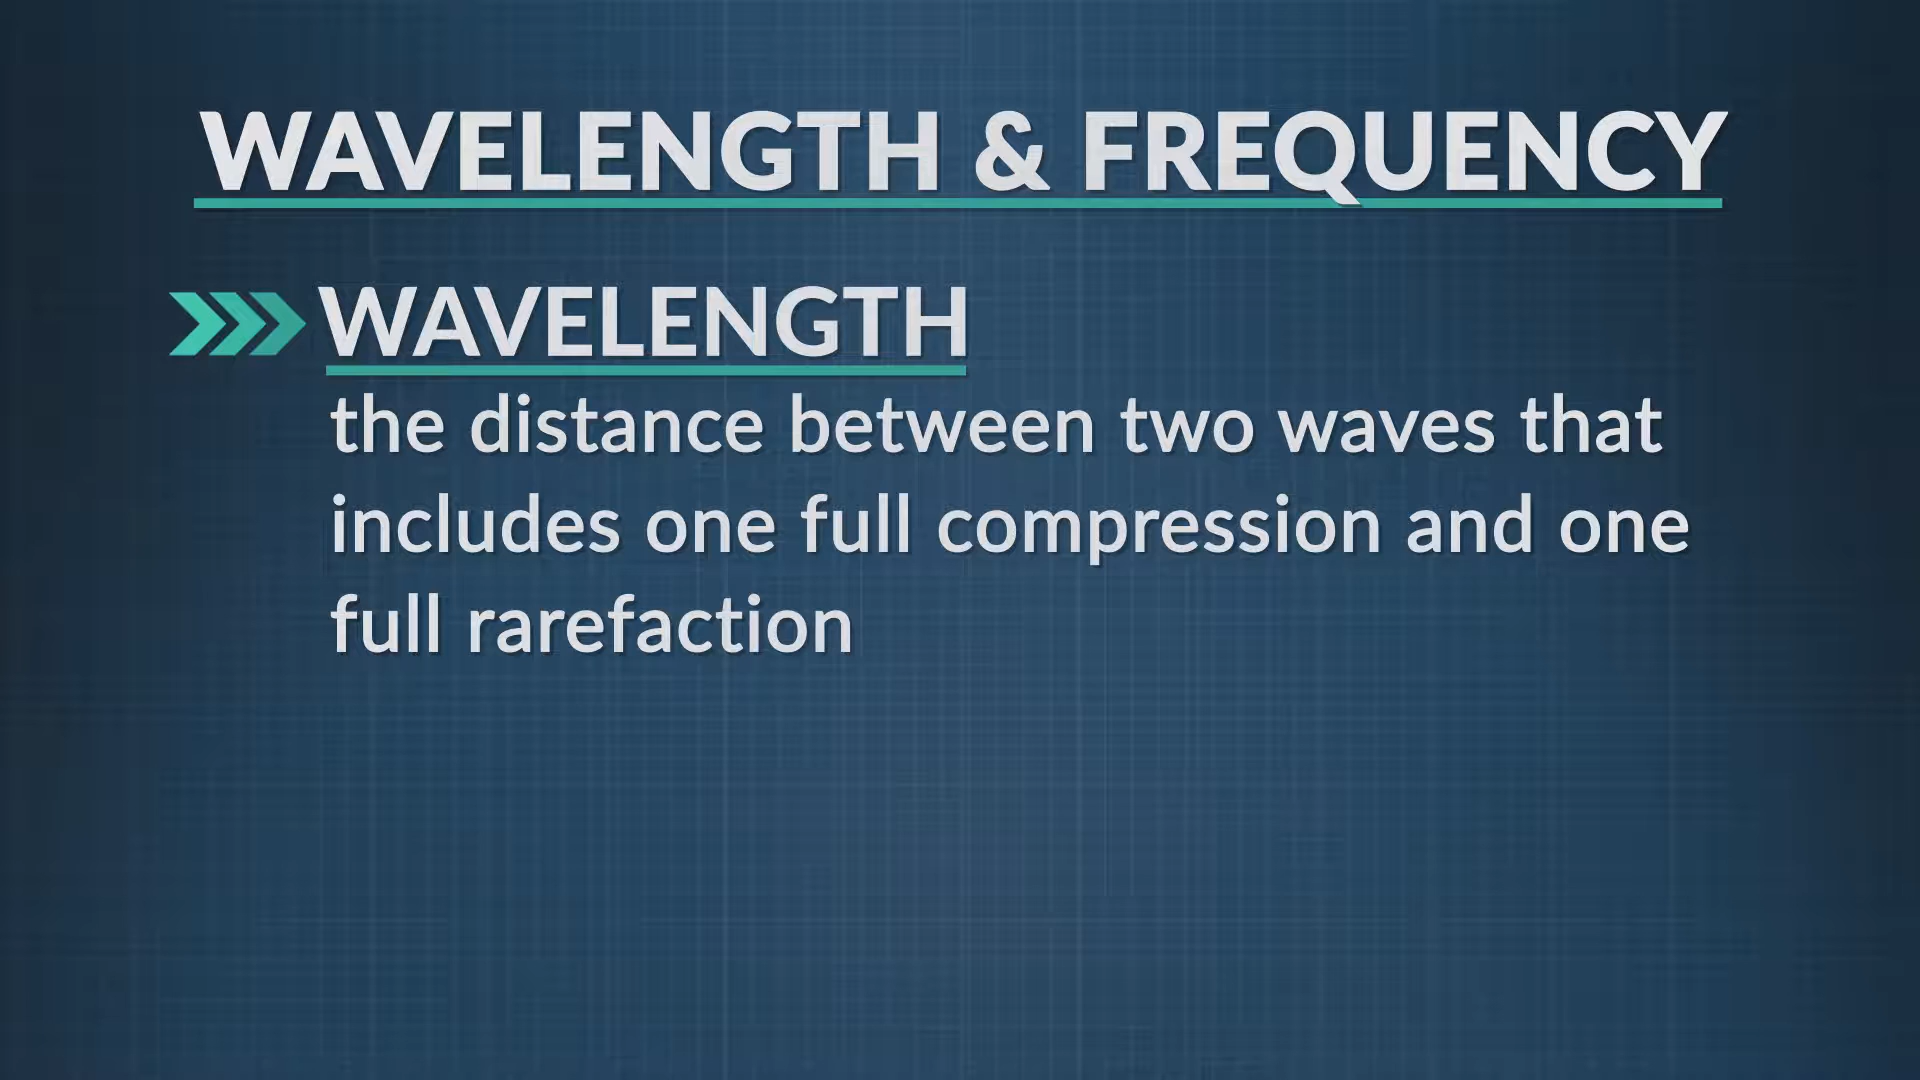 WAVELENGTH & FREQUENCY
WAVELENGTH
the distance between two waves that
includes one full compression and one
full rarefaction